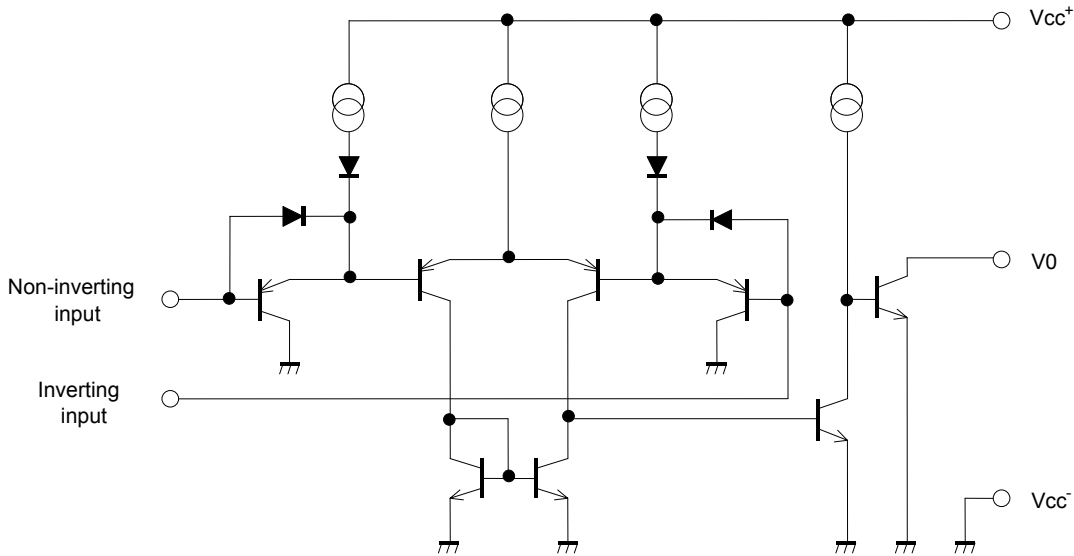 Vcc+
Non-inverting
input
V0
Inverting
input
Vcc-